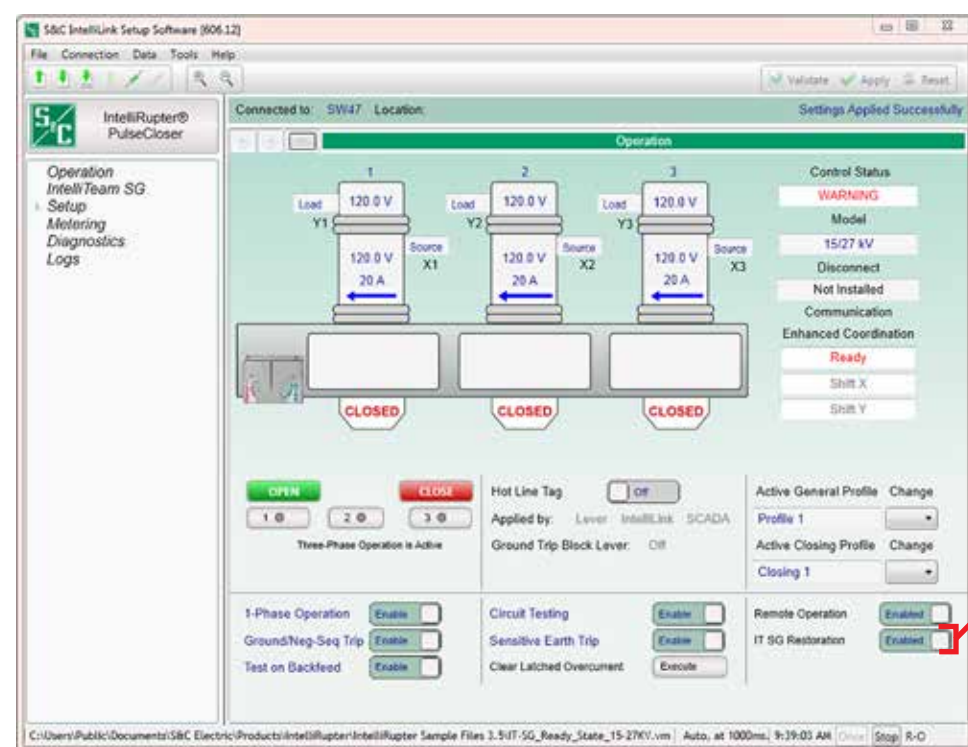 S&C IntelliLink Setup Software [606.12]
File Connection Data Tools Help
Validate Apply Reset
S/C IntelliRupter® PulseCloser
Connected to: SW47 Location: Settings Applied Successfully
Operation
Operation
IntelliTeam SG
Setup
Metering
Diagnostics
Logs
1 2 3
Load 120.0 V Load 120.0 V Load 120.0 V
Y1 Y2 Y3
120.0 V Source 120.0 V Source 120.0 V Source
X1 X2 X3
20 A 20 A 20 A
CLOSED CLOSED CLOSED
Control Status
WARNING
Model
15/27 kV
Disconnect
Not Installed
Communication
Enhanced Coordination
Ready
Shift X
Shift Y
OPEN CLOSE
1 2 3
Three-Phase Operation is Active
Hot Line Tag Off
Applied by: Lever IntelliLink SCADA
Ground Trip Block Lever: Off
Active General Profile Change
Profile 1
Active Closing Profile Change
Closing 1
1-Phase Operation Enable
Ground/Neg-Seq Trip Enable
Test on Backfeed Enable
Circuit Testing Enable
Sensitive Earth Trip Enable
Clear Latched Overcurrent Execute
Remote Operation Enabled
IT SG Restoration Enabled
C:\Users\Public\Documents\S&C Electric\Products\IntelliRupter\IntelliRupter Sample Files 3.5\IT-SG_Ready_State_15-27KV.vm Auto, at 1000ms, 9:39:03 AM Once Stop R-O